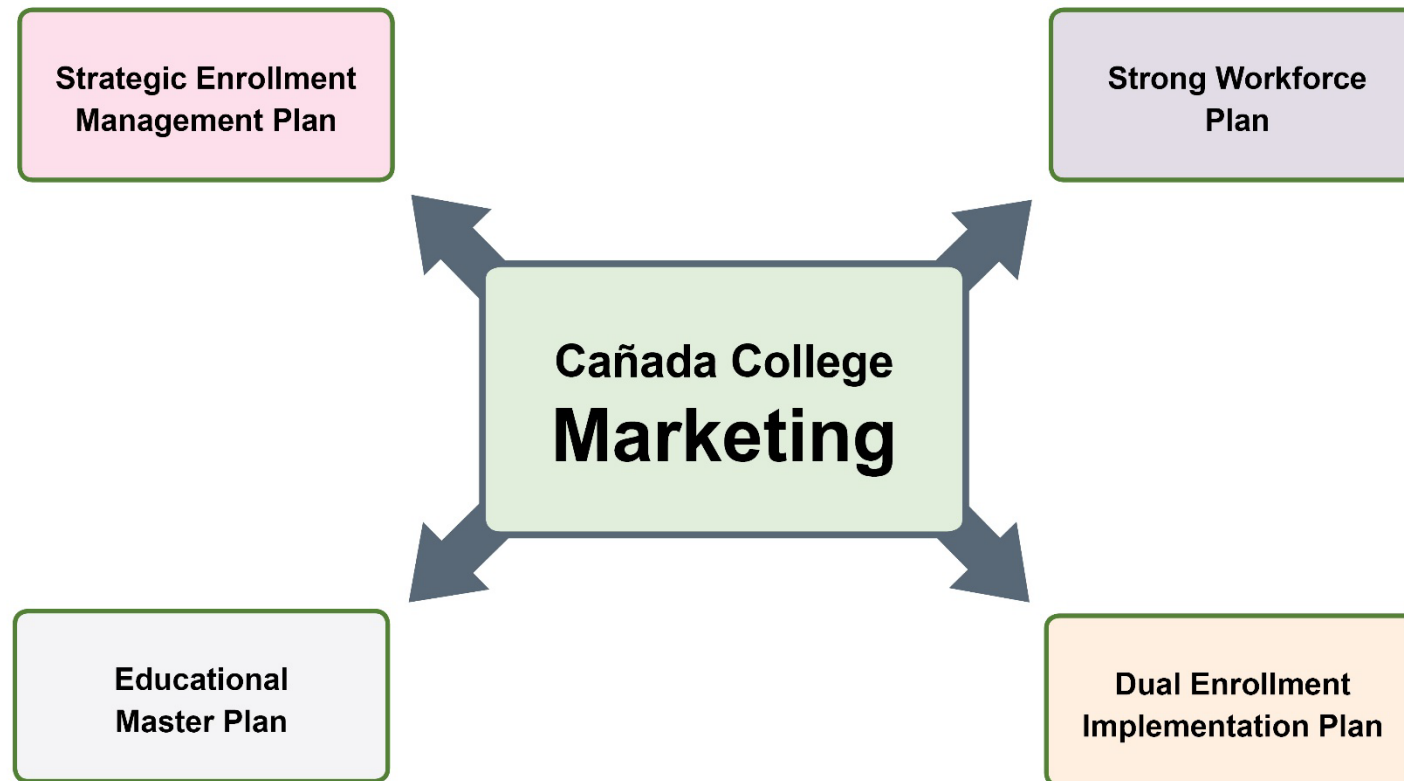 Strategic Enrollment
Management Plan
Strong Workforce
Plan
Cañada College
Marketing
Educational
Master Plan
Dual Enrollment
Implementation Plan